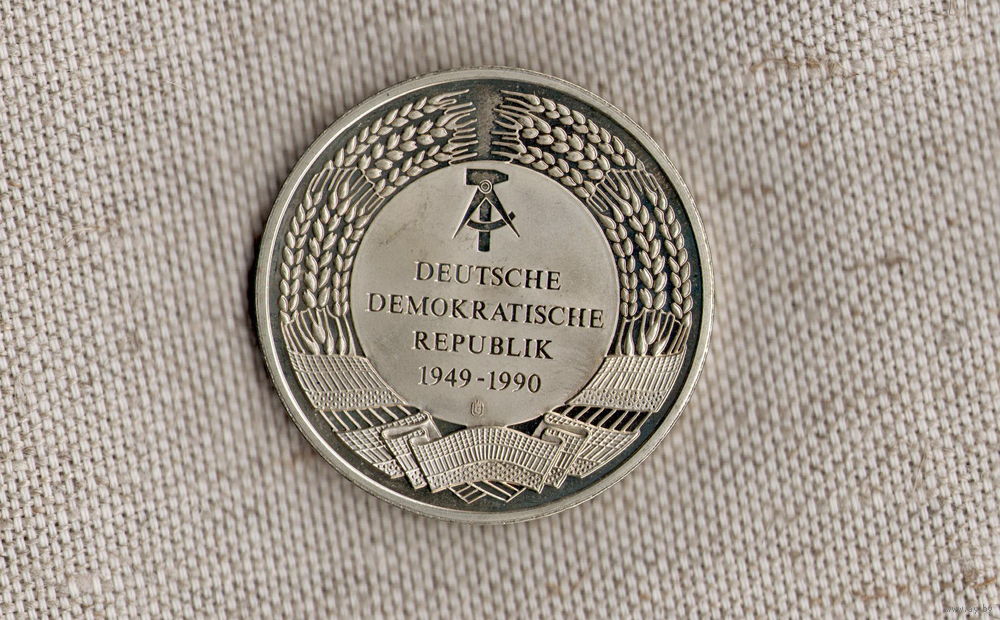 DEUTSCHE
DEMOKRATISCHE
REPUBLIK
1949-1990